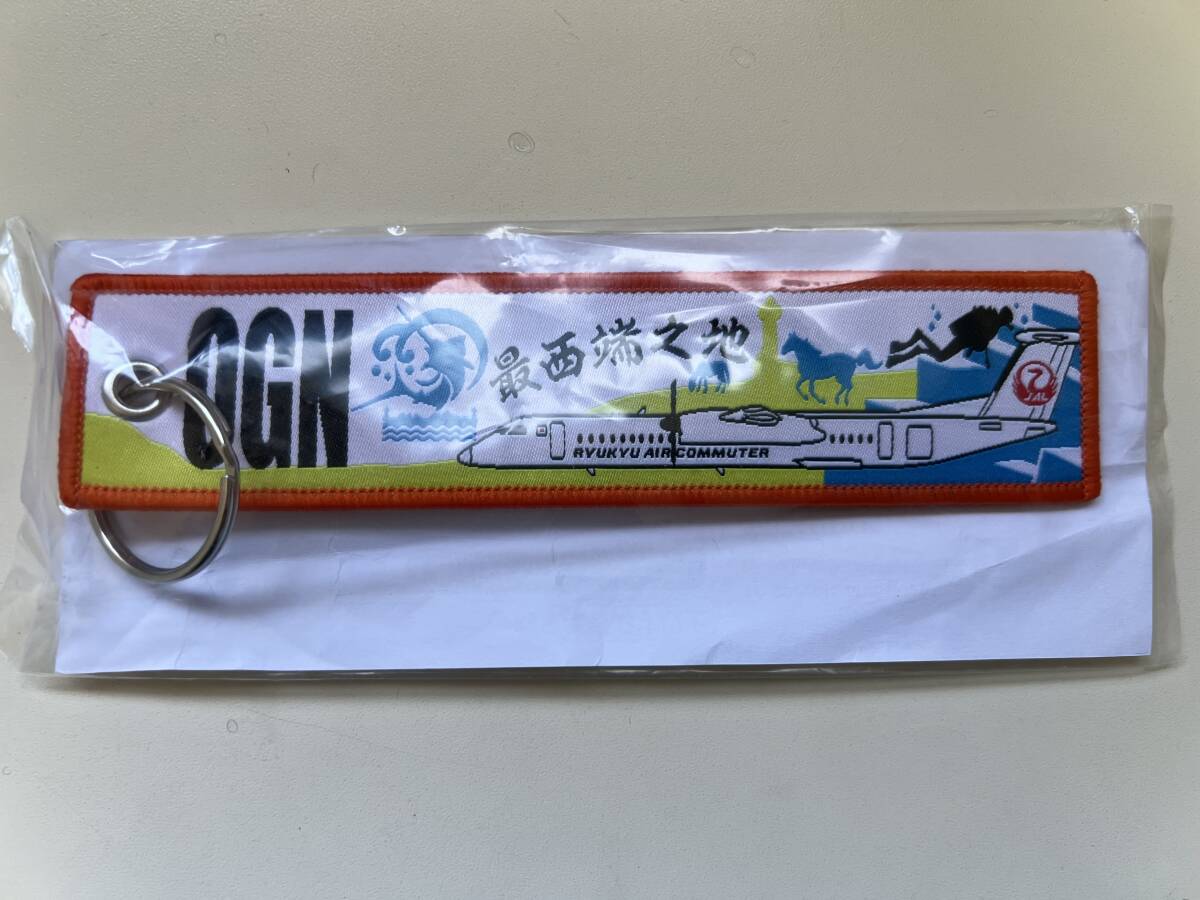 OGN
最西端之地
RYUKYU AIR COMMUTER
JAL